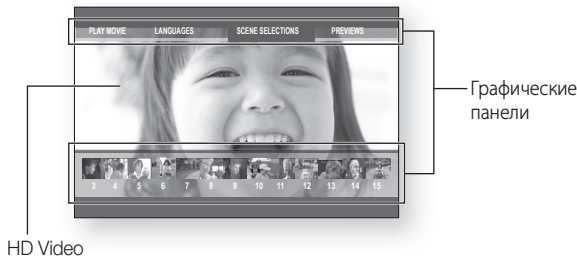 PLAY MOVIE LANGUAGES SCENE SELECTIONS PREVIEWS
Графические
панели
3 4 5 6 7 8 9 10 11 12 13 14 15
HD Video